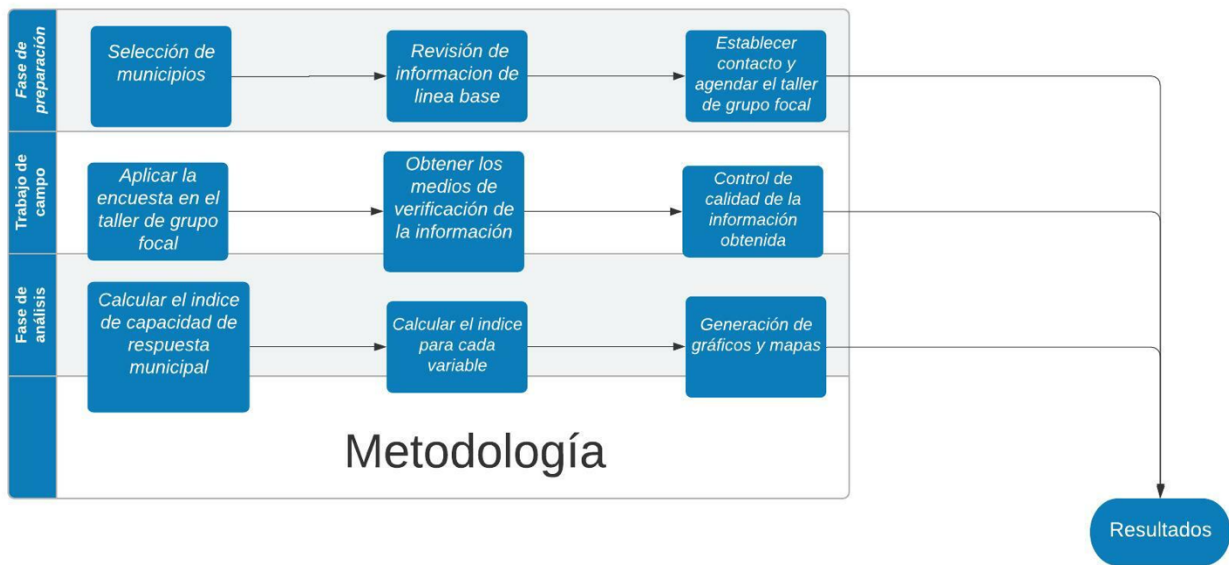 Fase de
preparación
Selección de
municipios
Revisión de
informacion de
linea base
Establecer
contacto y
agendar el taller
de grupo focal
Trabajo de
campo
Aplicar la
encuesta en el
taller de grupo
focal
Obtener los
medios de
verificación de
la información
Control de
calidad de la
información
obtenida
Fase de
análisis
Calcular el indice
de capacidad de
respuesta
municipal
Calcular el indice
para cada
variable
Generación de
gráficos y mapas
Metodología
Resultados